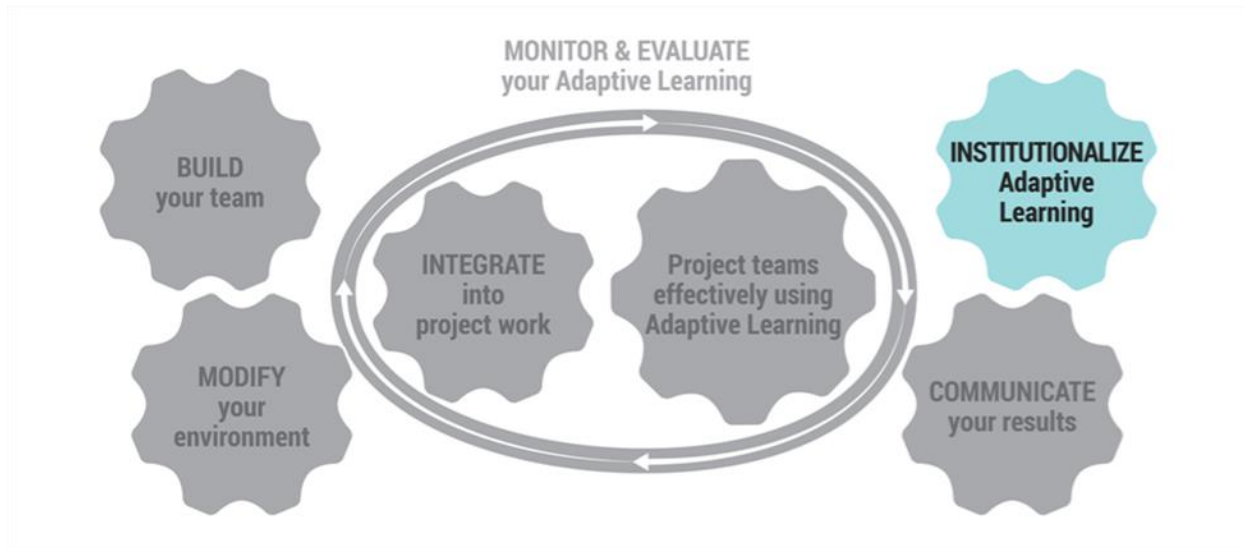 MONITOR & EVALUATE
your Adaptive Learning
BUILD
your team
INSTITUTIONALIZE
Adaptive
Learning
INTEGRATE
into
project work
Project teams
effectively using
Adaptive Learning
MODIFY
your
environment
COMMUNICATE
your results